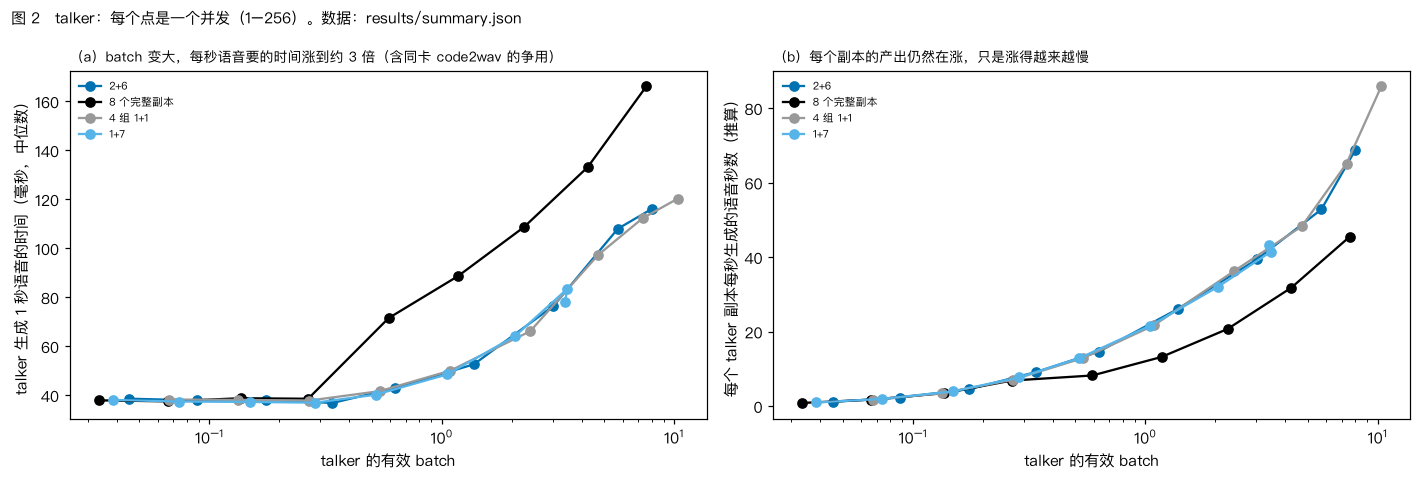 图 2 talker：每个点是一个并发（1—256）。数据：results/summary.json
（a）batch 变大，每秒语音要的时间涨到约 3 倍（含同卡 code2wav 的争用）
talker 生成 1 秒语音的时间（毫秒，中位数）
160
140
120
100
80
60
40
2+6
8 个完整副本
4 组 1+1
1+7
10⁻¹
10⁰
10¹
talker 的有效 batch
（b）每个副本的产出仍然在涨，只是涨得越来越慢
每个 talker 副本每秒生成的语音秒数（推算）
80
60
40
20
0
2+6
8 个完整副本
4 组 1+1
1+7
10⁻¹
10⁰
10¹
talker 的有效 batch